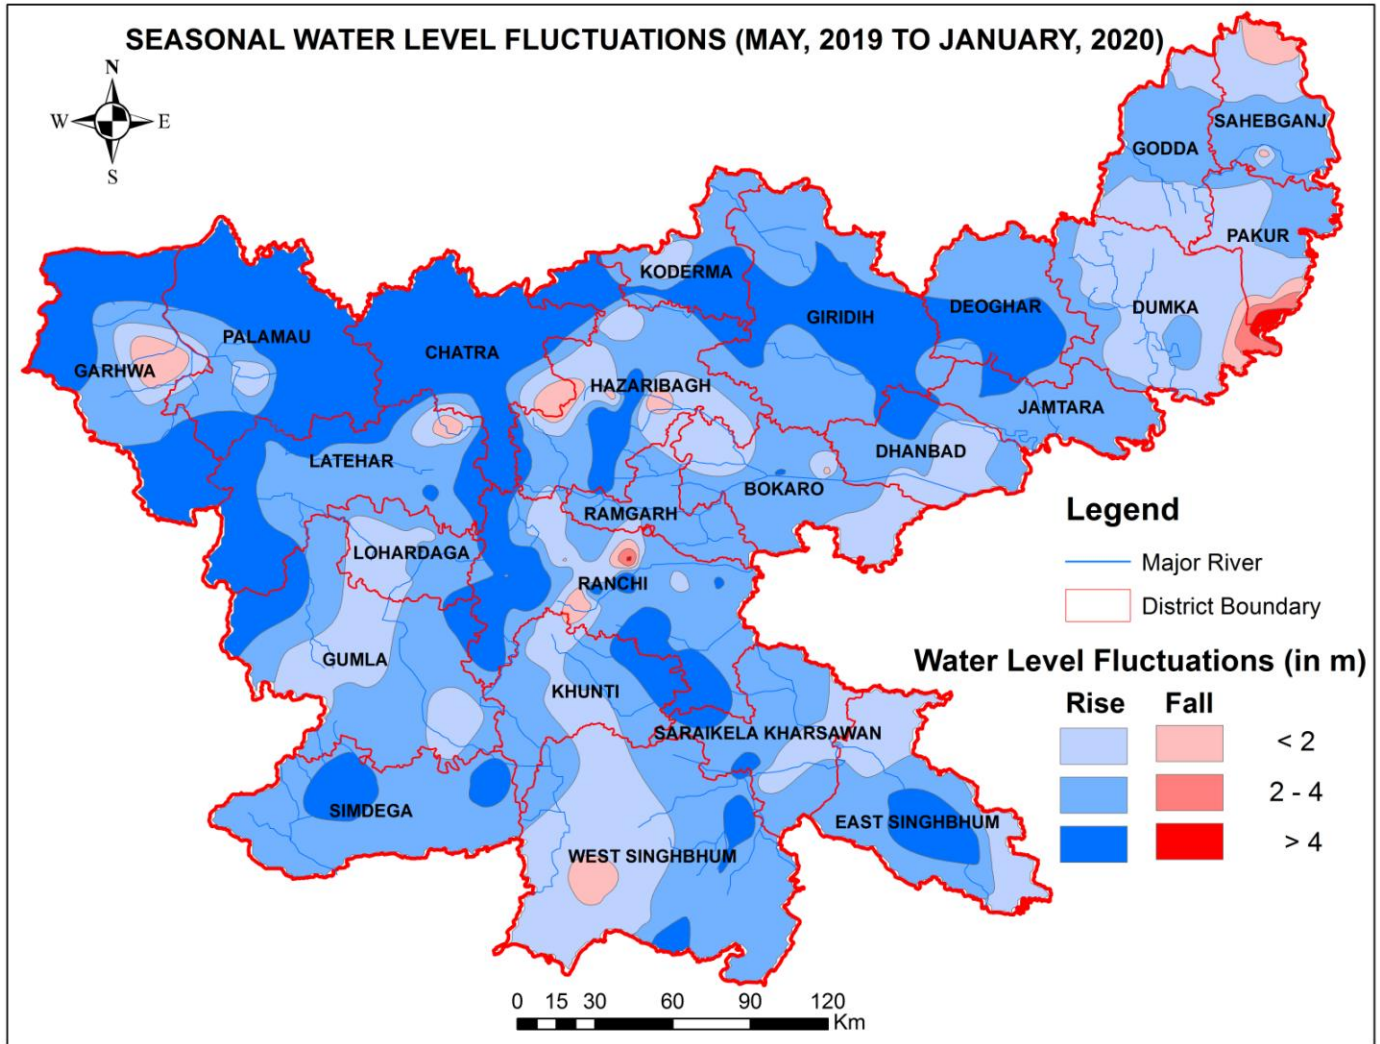 SEASONAL WATER LEVEL FLUCTUATIONS (MAY, 2019 TO JANUARY, 2020)
N
W E
S
SAHEBGANJ
GODDA
PAKUR
KODERMA
DEOGHAR
DUMKA
GIRIDIH
PALAMAU
CHATRA
GARHWA
HAZARIBAGH
JAMTARA
DHANBAD
LATEHAR
BOKARO
RAMGARH
LOHARDAGA
RANCHI
GUMLA
KHUNTI
SARAIKELA KHARSAWAN
SIMDEGA
EAST SINGHBHUM
WEST SINGHBHUM
Legend
Major River
District Boundary
Water Level Fluctuations (in m)
Rise Fall
< 2
2 - 4
> 4
0 15 30 60 90 120
Km